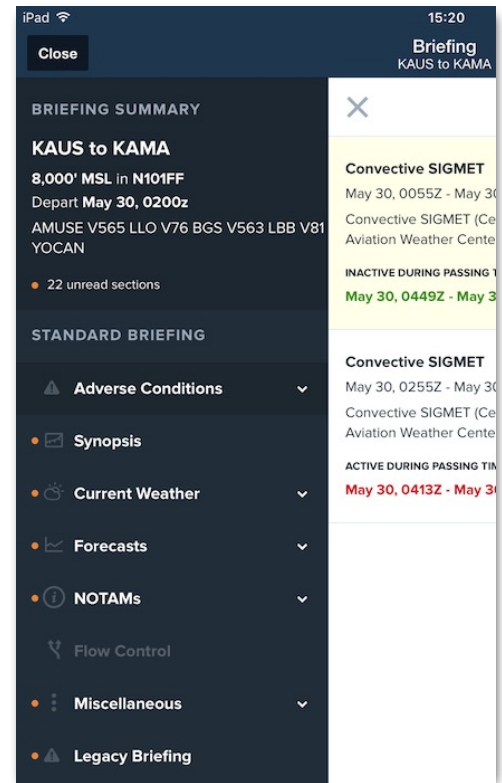 iPad
15:20
Close
Briefing
KAUS to KAMA
BRIEFING SUMMARY
KAUS to KAMA
8,000' MSL in N101FF
Depart May 30, 0200z
AMUSE V565 LLO V76 BGS V563 LBB V81
YOCAN
22 unread sections
STANDARD BRIEFING
Adverse Conditions
Synopsis
Current Weather
Forecasts
NOTAMs
Flow Control
Miscellaneous
Legacy Briefing
Convective SIGMET
May 30, 0055Z - May 30
Convective SIGMET (Ce
Aviation Weather Cente
INACTIVE DURING PASSING
May 30, 0449Z - May 3
Convective SIGMET
May 30, 0255Z - May 30
Convective SIGMET (Ce
Aviation Weather Cente
ACTIVE DURING PASSING TIM
May 30, 0413Z - May 30